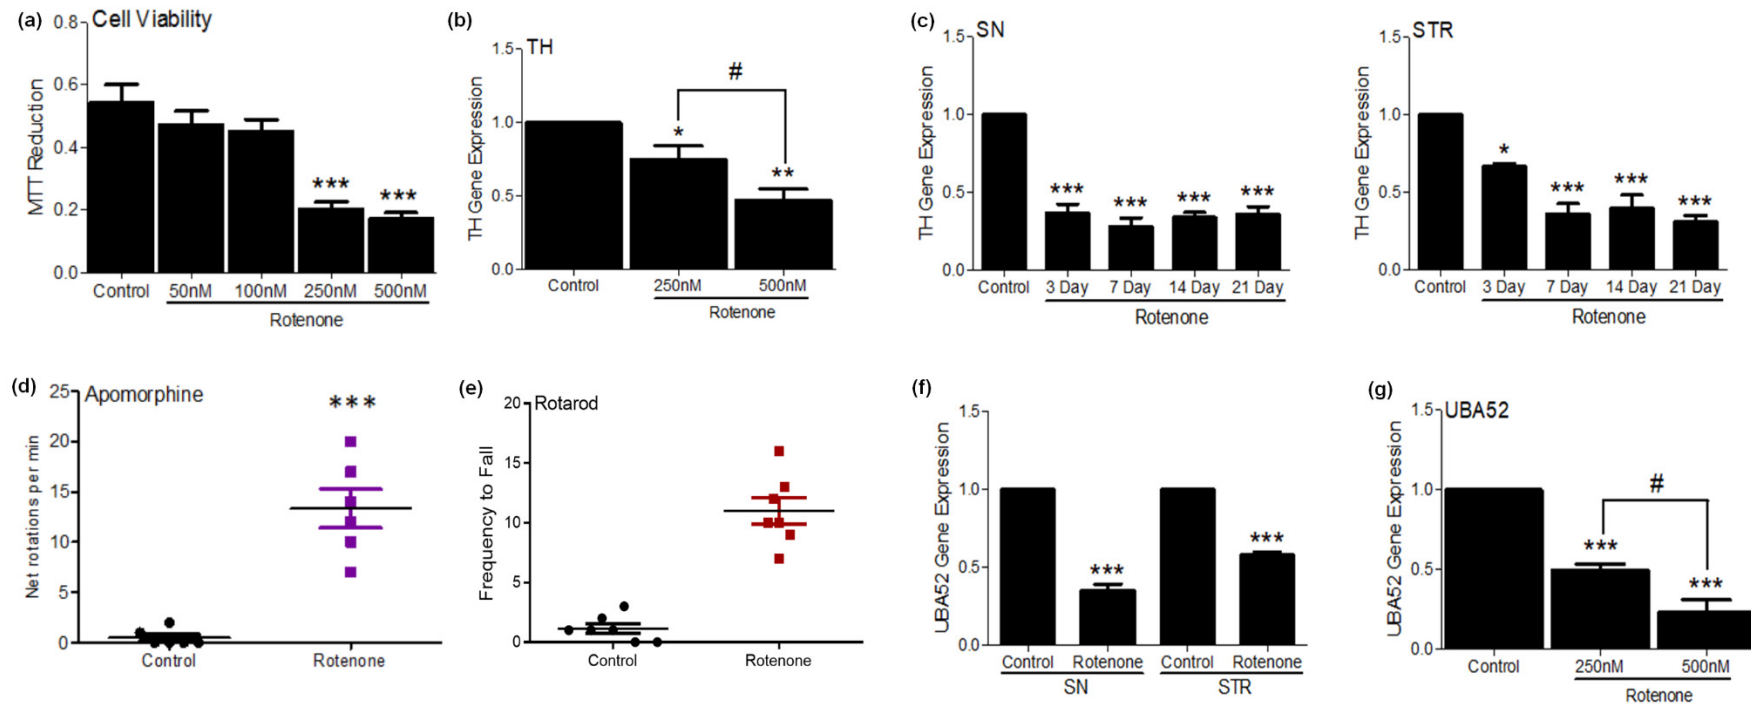 (a)
Cell Viability
MTT Reduction
0.8
0.6
0.4
0.2
0.0
***
***
Control
50nM
100nM
250nM
500nM
Rotenone
(b)
TH
TH Gene Expression
1.5
1.0
0.5
0.0
#
*
**
Control
250nM
500nM
Rotenone
(c)
SN
TH Gene Expression
1.5
1.0
0.5
0.0
***
***
***
***
Control
3 Day
7 Day
14 Day
21 Day
Rotenone
STR
TH Gene Expression
1.5
1.0
0.5
0.0
*
***
***
***
Control
3 Day
7 Day
14 Day
21 Day
Rotenone
(d)
Apomorphine
Net rotations per min
25
20
15
10
5
0
***
Control
Rotenone
(e)
Rotarod
Frequency to Fall
20
15
10
5
0
Control
Rotenone
(f)
UBA52 Gene Expression
1.5
1.0
0.5
0.0
***
***
Control
Rotenone
Control
Rotenone
SN
STR
(g)
UBA52
UBA52 Gene Expression
1.5
1.0
0.5
0.0
#
***
***
Control
250nM
500nM
Rotenone